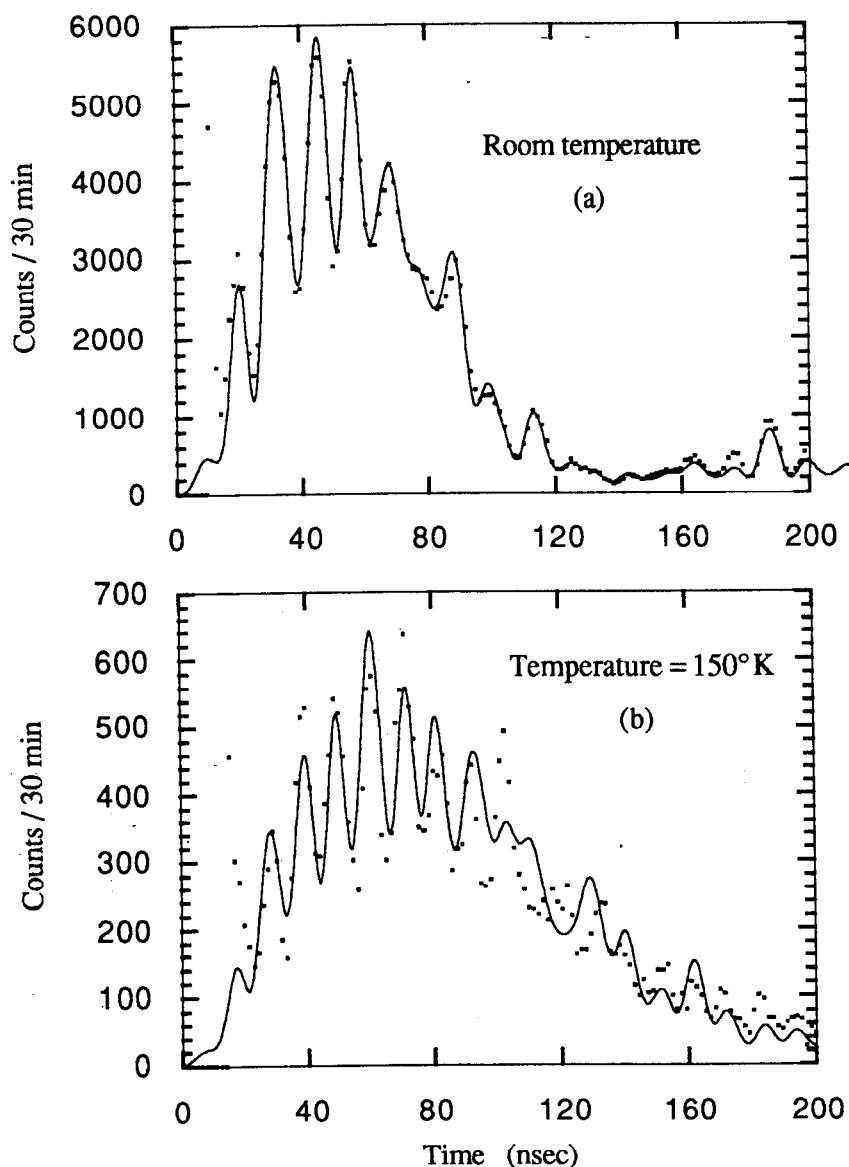 6000
5000
4000
3000
2000
1000
0
Counts / 30 min
Room temperature
(a)
0 40 80 120 160 200
700
600
500
400
300
200
100
0
Counts / 30 min
Temperature = 150°K
(b)
0 40 80 120 160 200
Time (nsec)